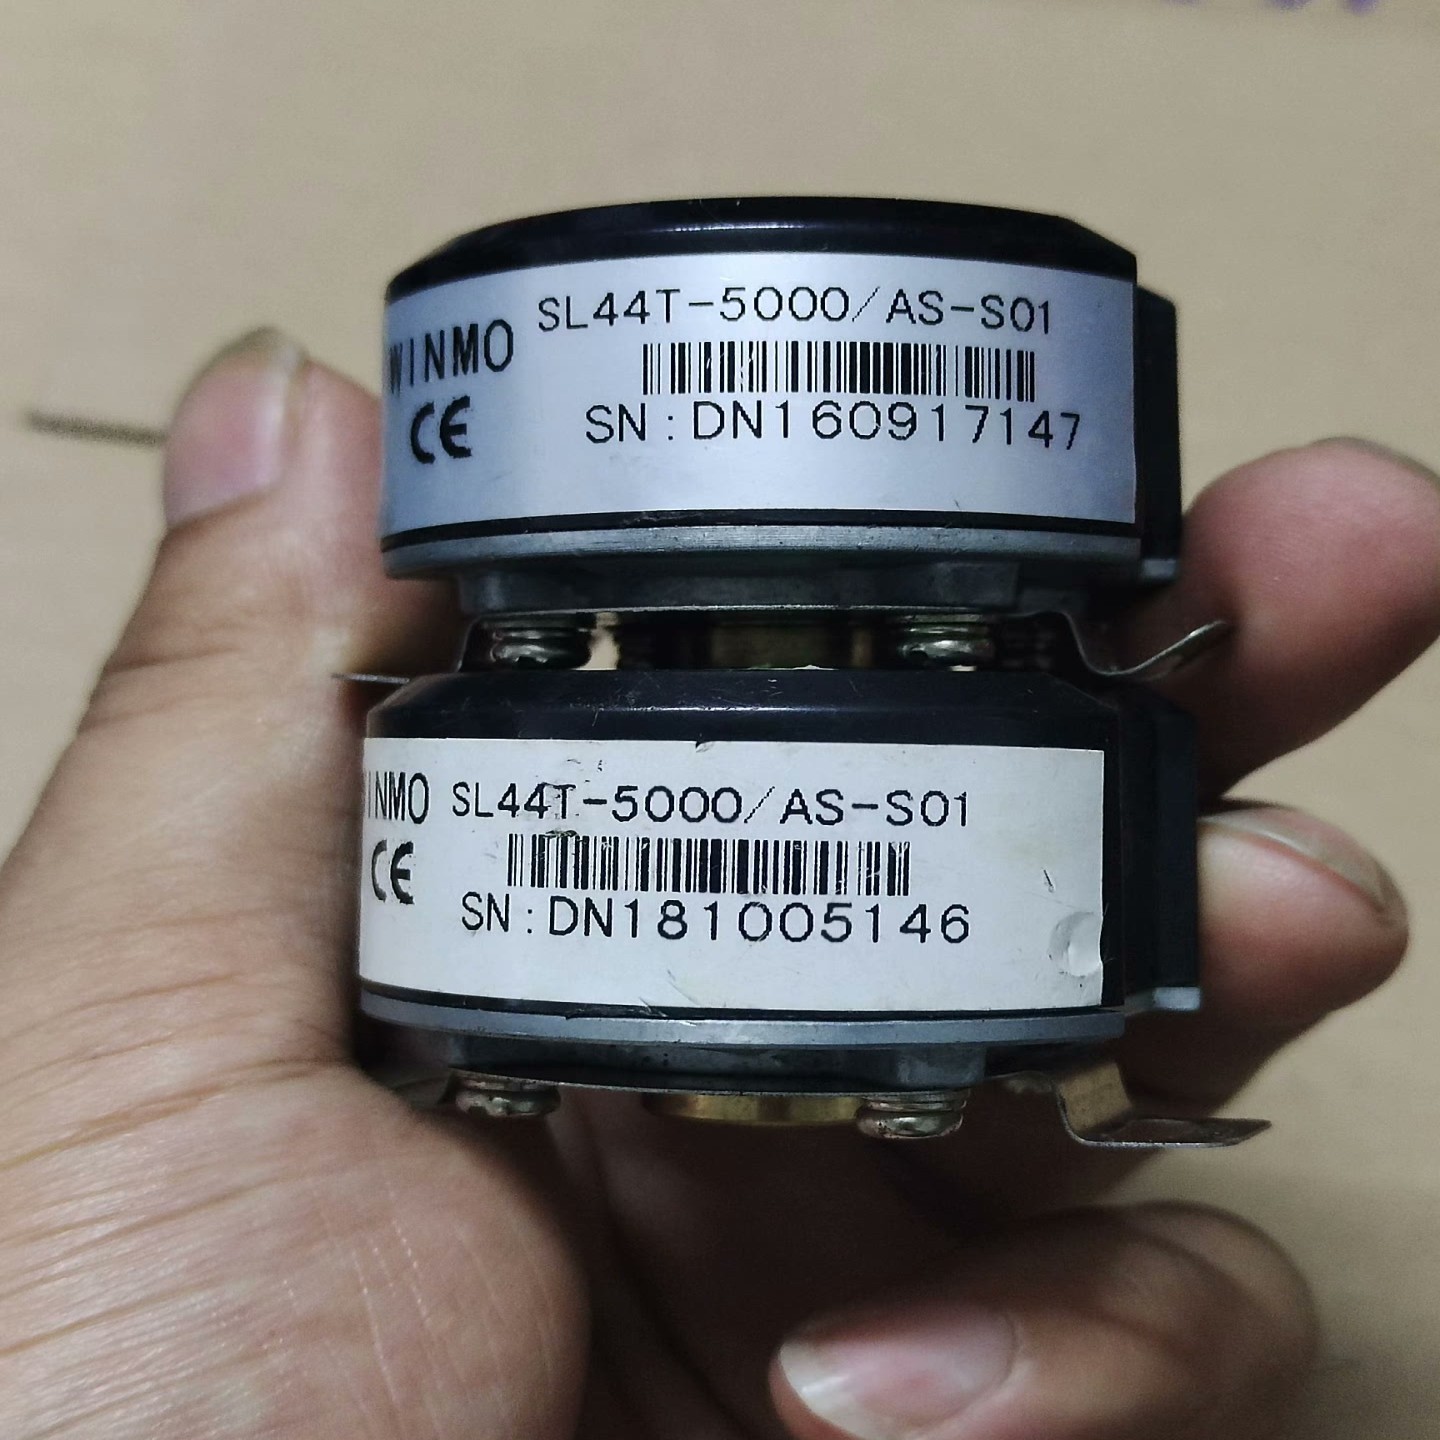 SL44T-5000/AS-S01
WINMO
CE
SN:DN160917147
SL44T-5000/AS-S01
INMO
CE
SN:DN181005146